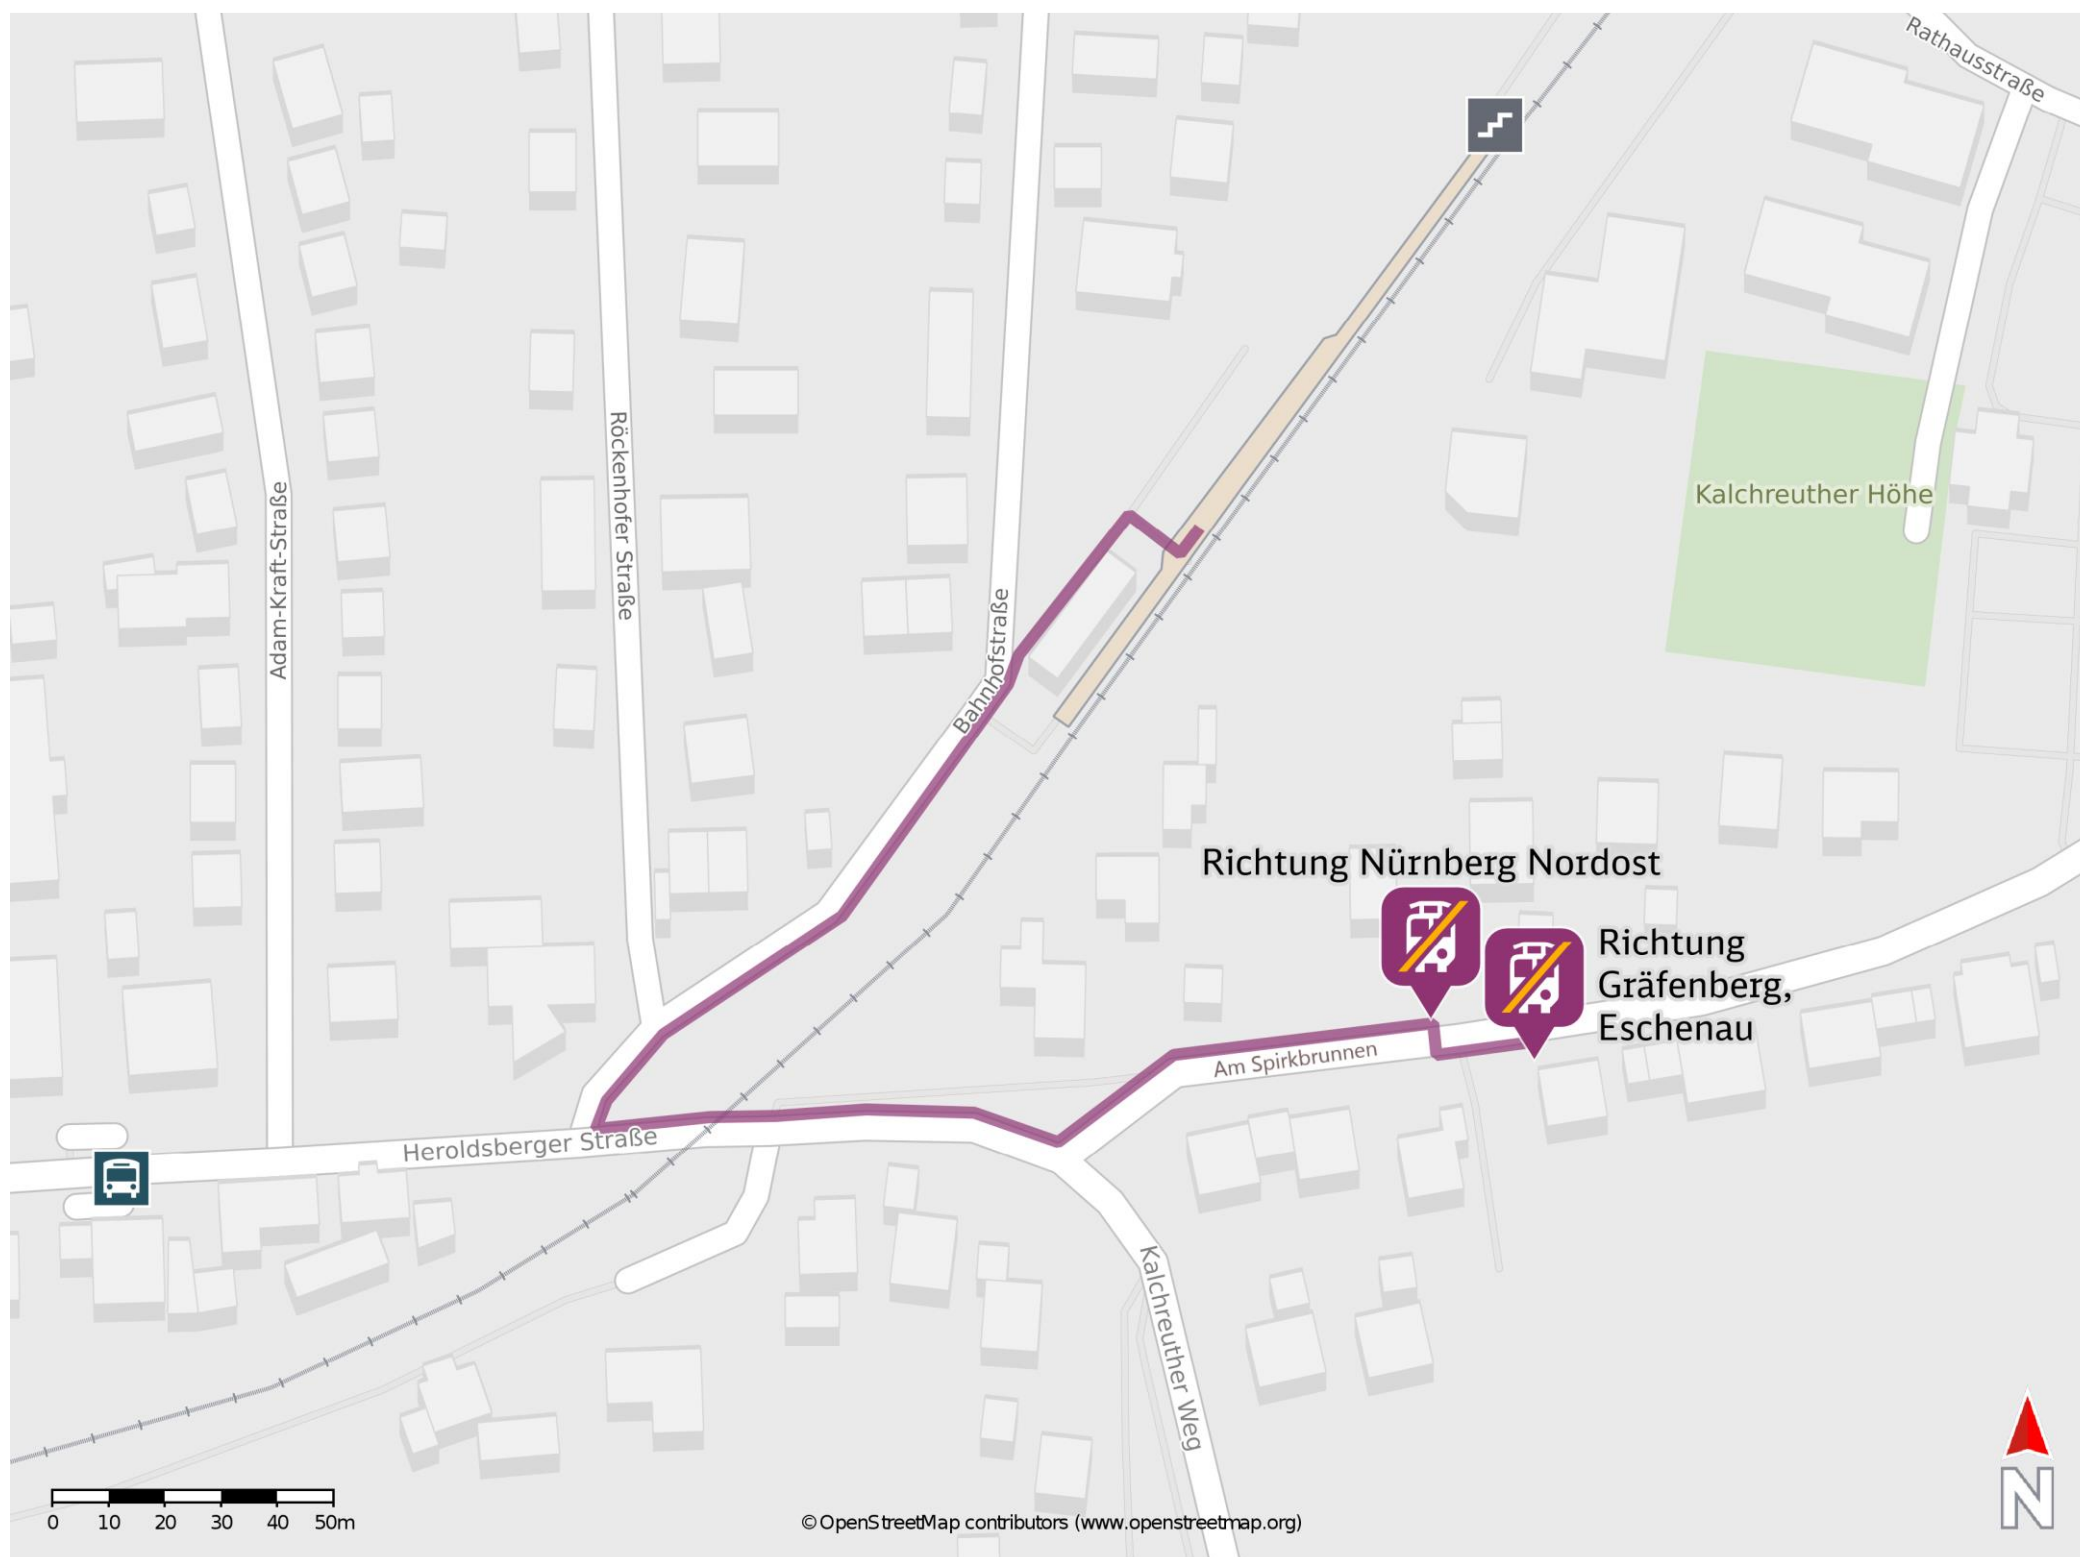 Rathausstraße
Röckenhofer Straße
Adam-Kraft-Straße
Kalchreuther Höhe
Bahnhofstraße
Richtung Nürnberg Nordost
Richtung
Gräfenberg,
Eschenau
Am Spirkbrunnen
Heroldsberger Straße
Kalchreuther Weg
0 10 20 30 40 50m
© OpenStreetMap contributors (www.openstreetmap.org)
N